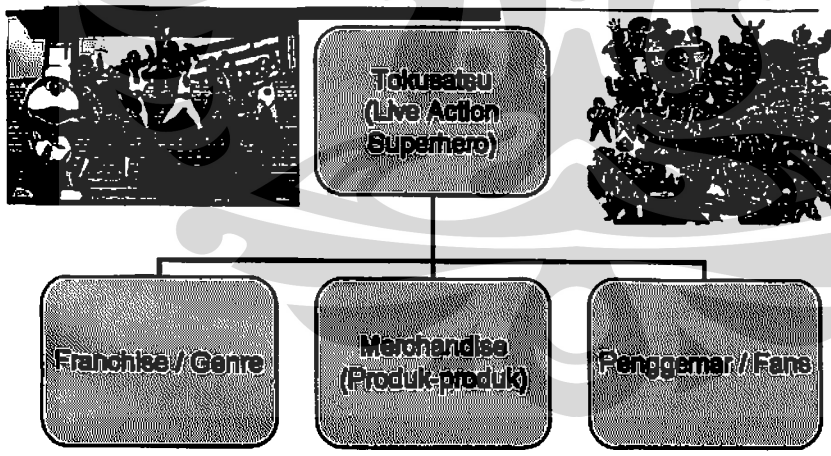 Tokusatsu
(Live Action
Superhero)
Franchise / Genre
Merchandise
(Produk-produk)
Penggemar / Fans